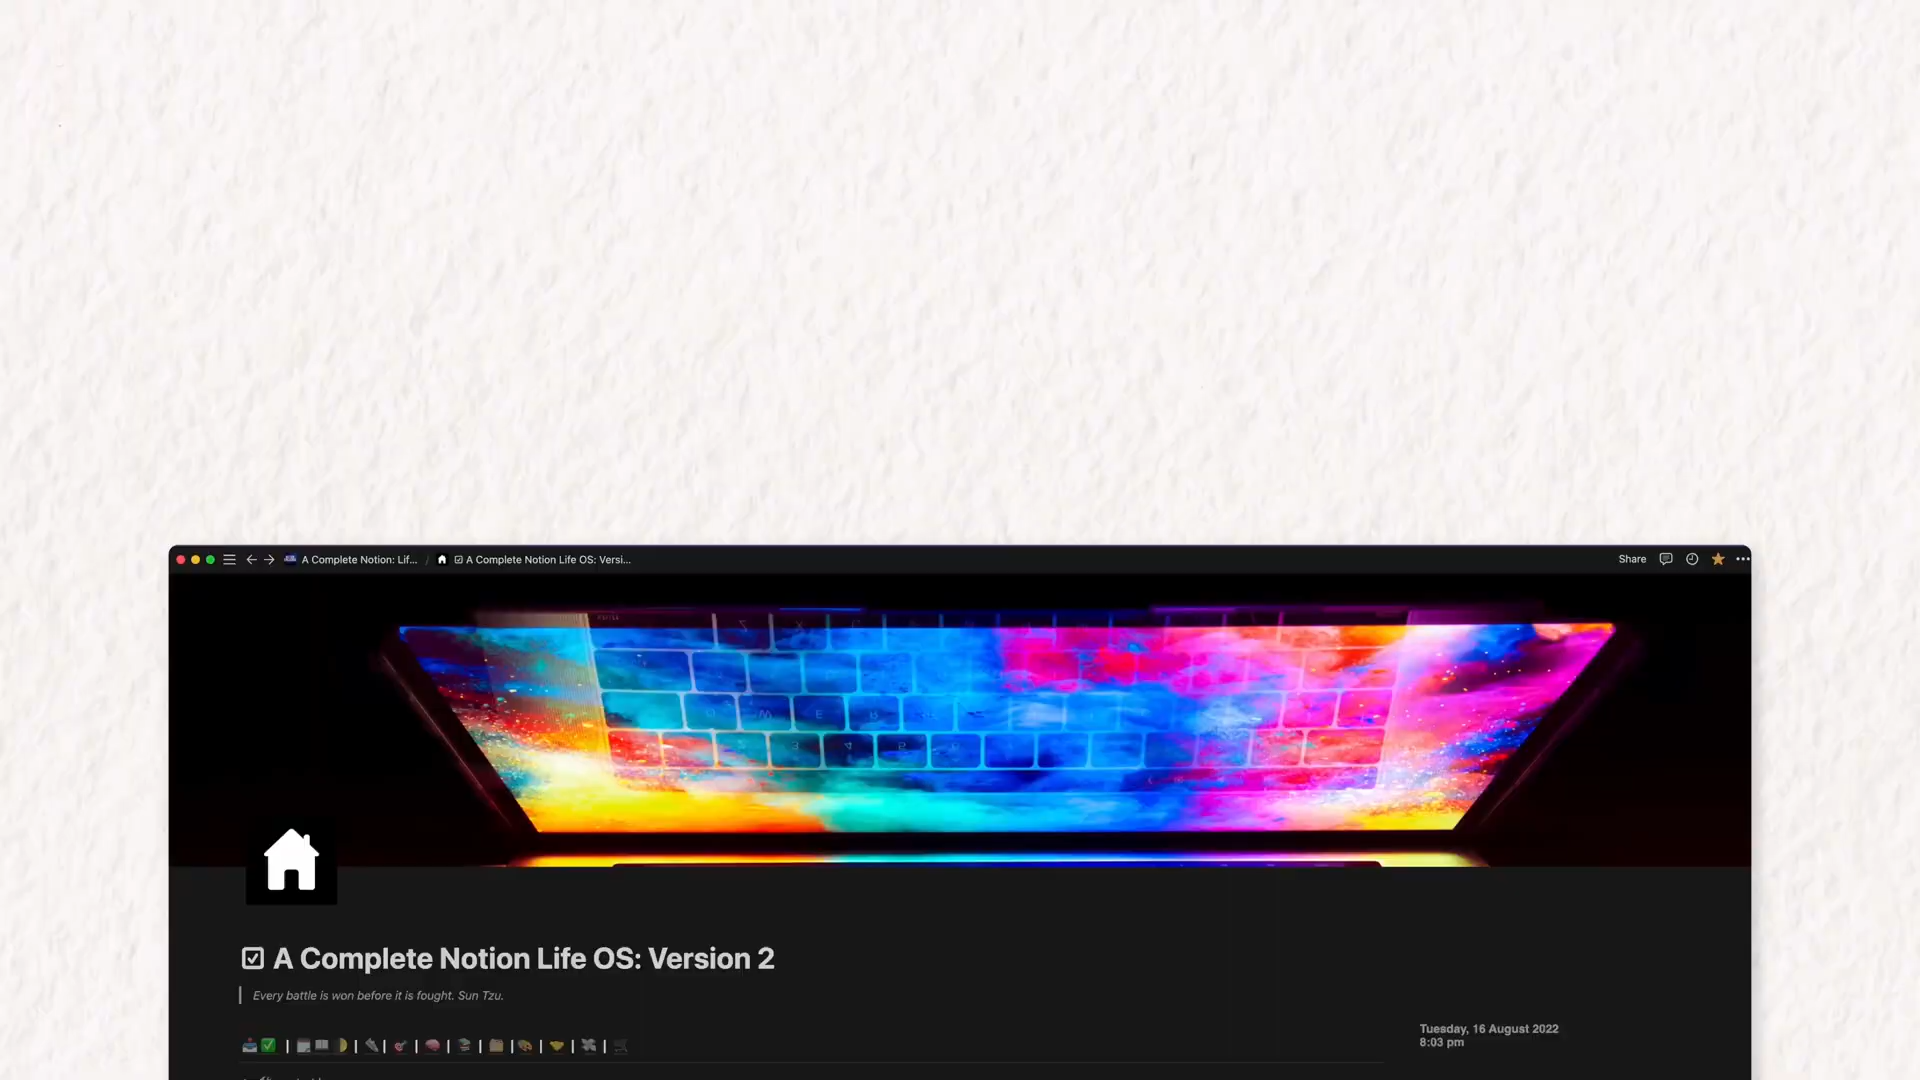 A Complete Notion: Lif... / A Complete Notion Life OS: Versi...
Share
A Complete Notion Life OS: Version 2
Every battle is won before it is fought. Sun Tzu.
Tuesday, 16 August 2022
8:03 pm